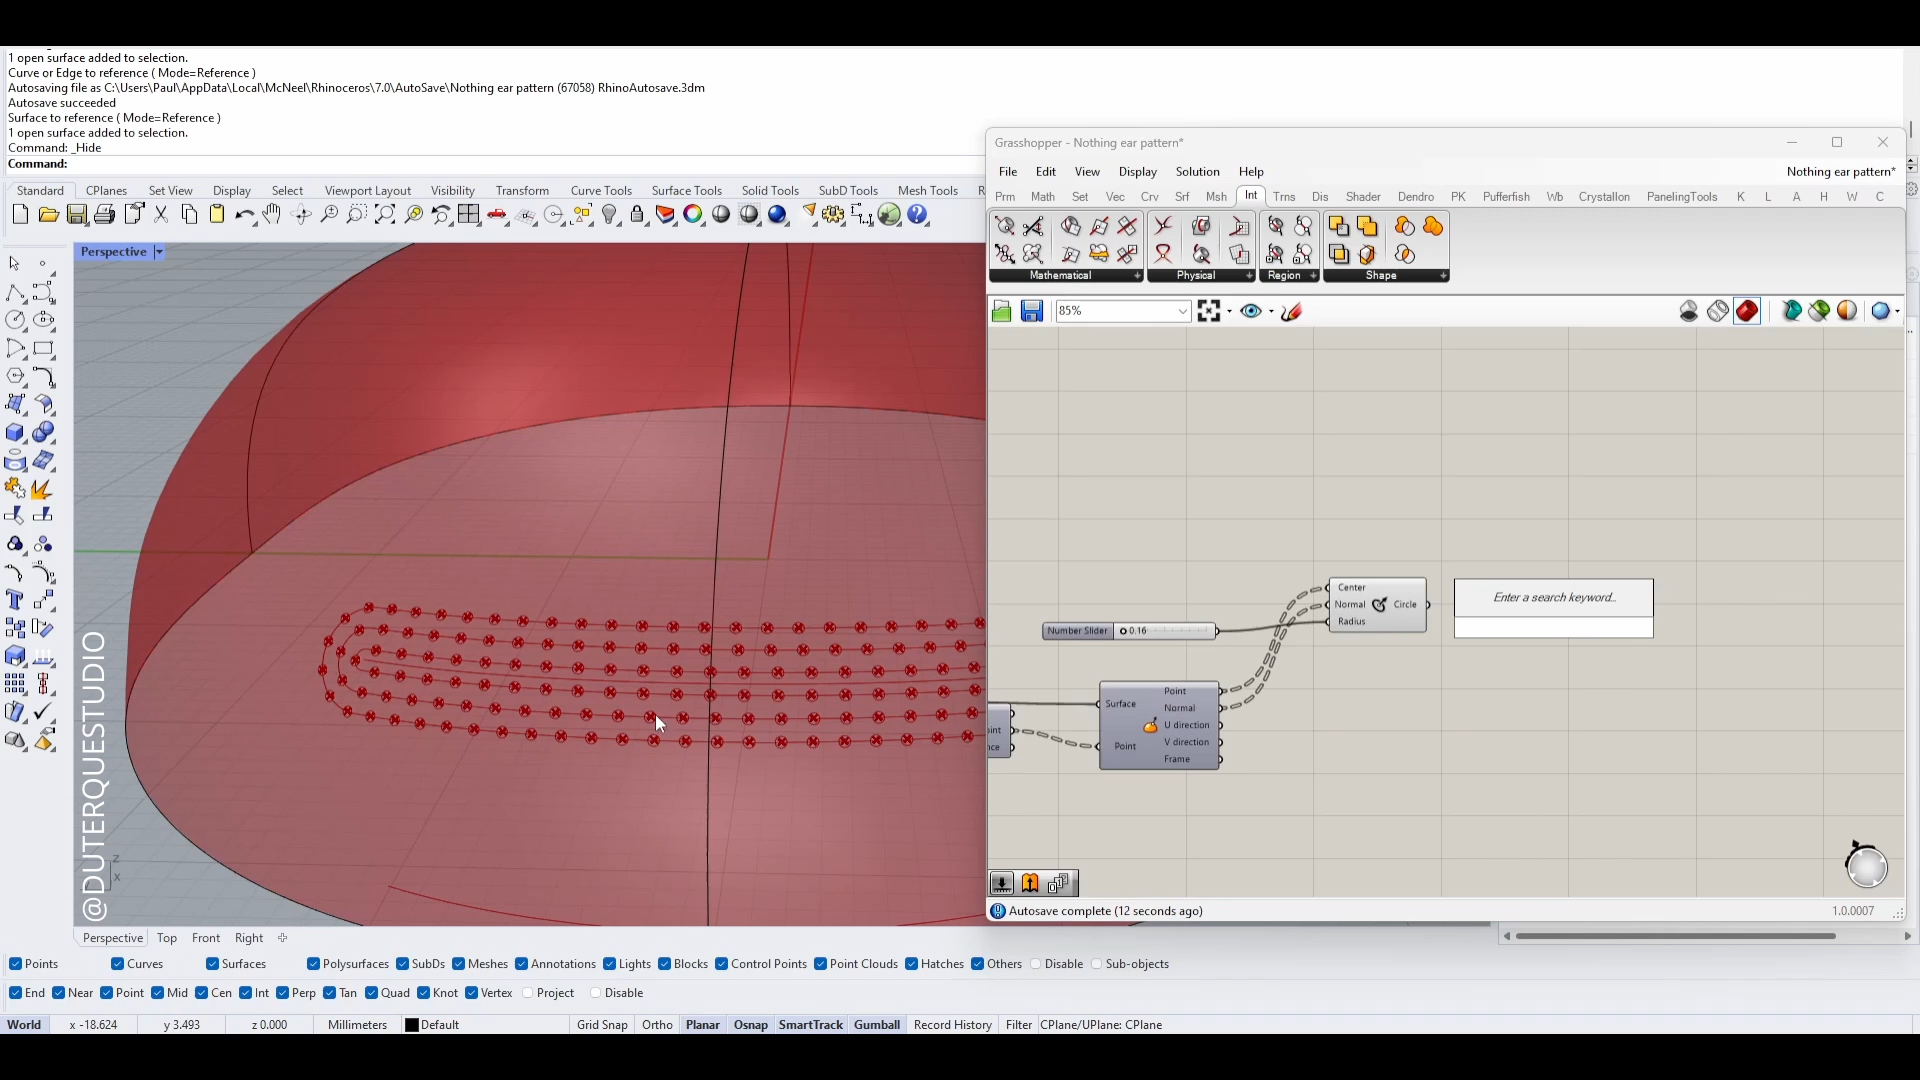 1 open surface added to selection.
Curve or Edge to reference ( Mode=Reference )
Autosaving file as C:\Users\Paul\AppData\Local\McNeel\Rhinoceros\7.0\AutoSave\Nothing ear pattern (67058) RhinoAutosave.3dm
Autosave succeeded
Surface to reference ( Mode=Reference )
1 open surface added to selection.
Command: _Hide
Command:
Standard CPlanes Set View Display Select Viewport Layout Visibility Transform Curve Tools Surface Tools Solid Tools SubD Tools Mesh Tools
Perspective
@DUTERQUESTUDIO
z
x
Grasshopper - Nothing ear pattern*
File Edit View Display Solution Help Nothing ear pattern*
Prm Math Set Vec Crv Srf Msh Int Trns Dis Shader Dendro PK Pufferfish Wb Crystallon PanelingTools K L A H W C
Mathematical Physical Region Shape
85%
Center
Normal Circle
Radius
Enter a search keyword...
Number Slider 0.16
Point
Surface
Normal
U direction
V direction
Point
Frame
Autosave complete (12 seconds ago) 1.0.0007
Perspective Top Front Right
Points Curves Surfaces Polysurfaces SubDs Meshes Annotations Lights Blocks Control Points Point Clouds Hatches Others Disable Sub-objects
End Near Point Mid Cen Int Perp Tan Quad Knot Vertex Project Disable
World x -18.624 y 3.493 z 0.000 Millimeters Default Grid Snap Ortho Planar Osnap SmartTrack Gumball Record History Filter CPlane/UPlane: CPlane